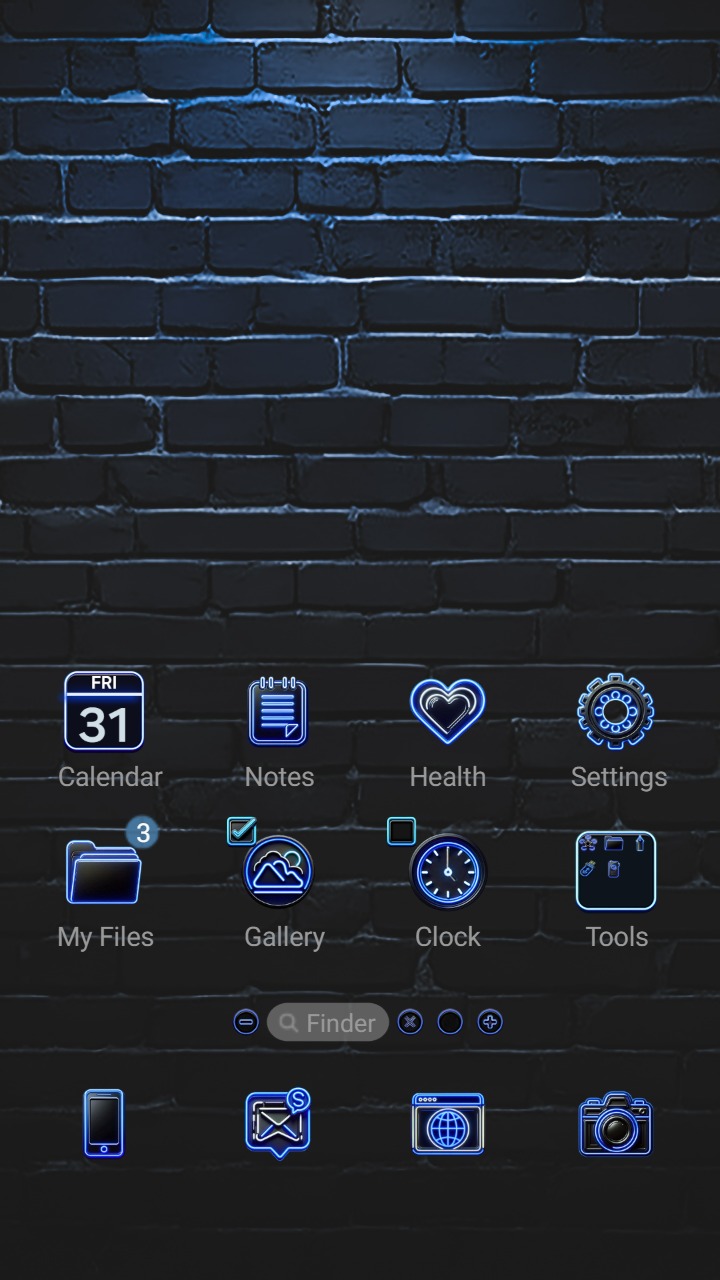 FRI
31
Calendar
Notes
Health
Settings
3
My Files
Gallery
Clock
Tools
Finder
S